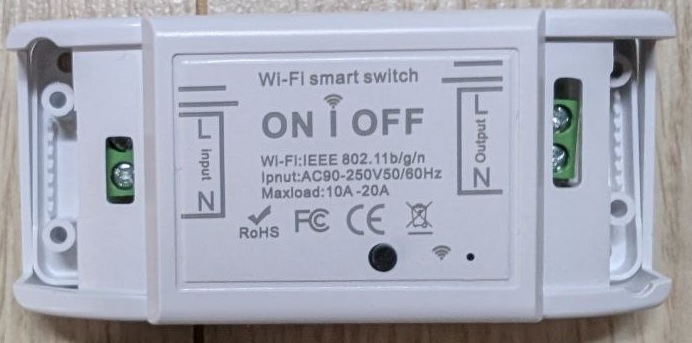 Wi-Fi smart switch
ON OFF
L input N
L Output N
Wi-Fi:IEEE 802.11b/g/n
Ipnut:AC90-250V50/60Hz
Maxload:10A-20A
RoHS FC CE